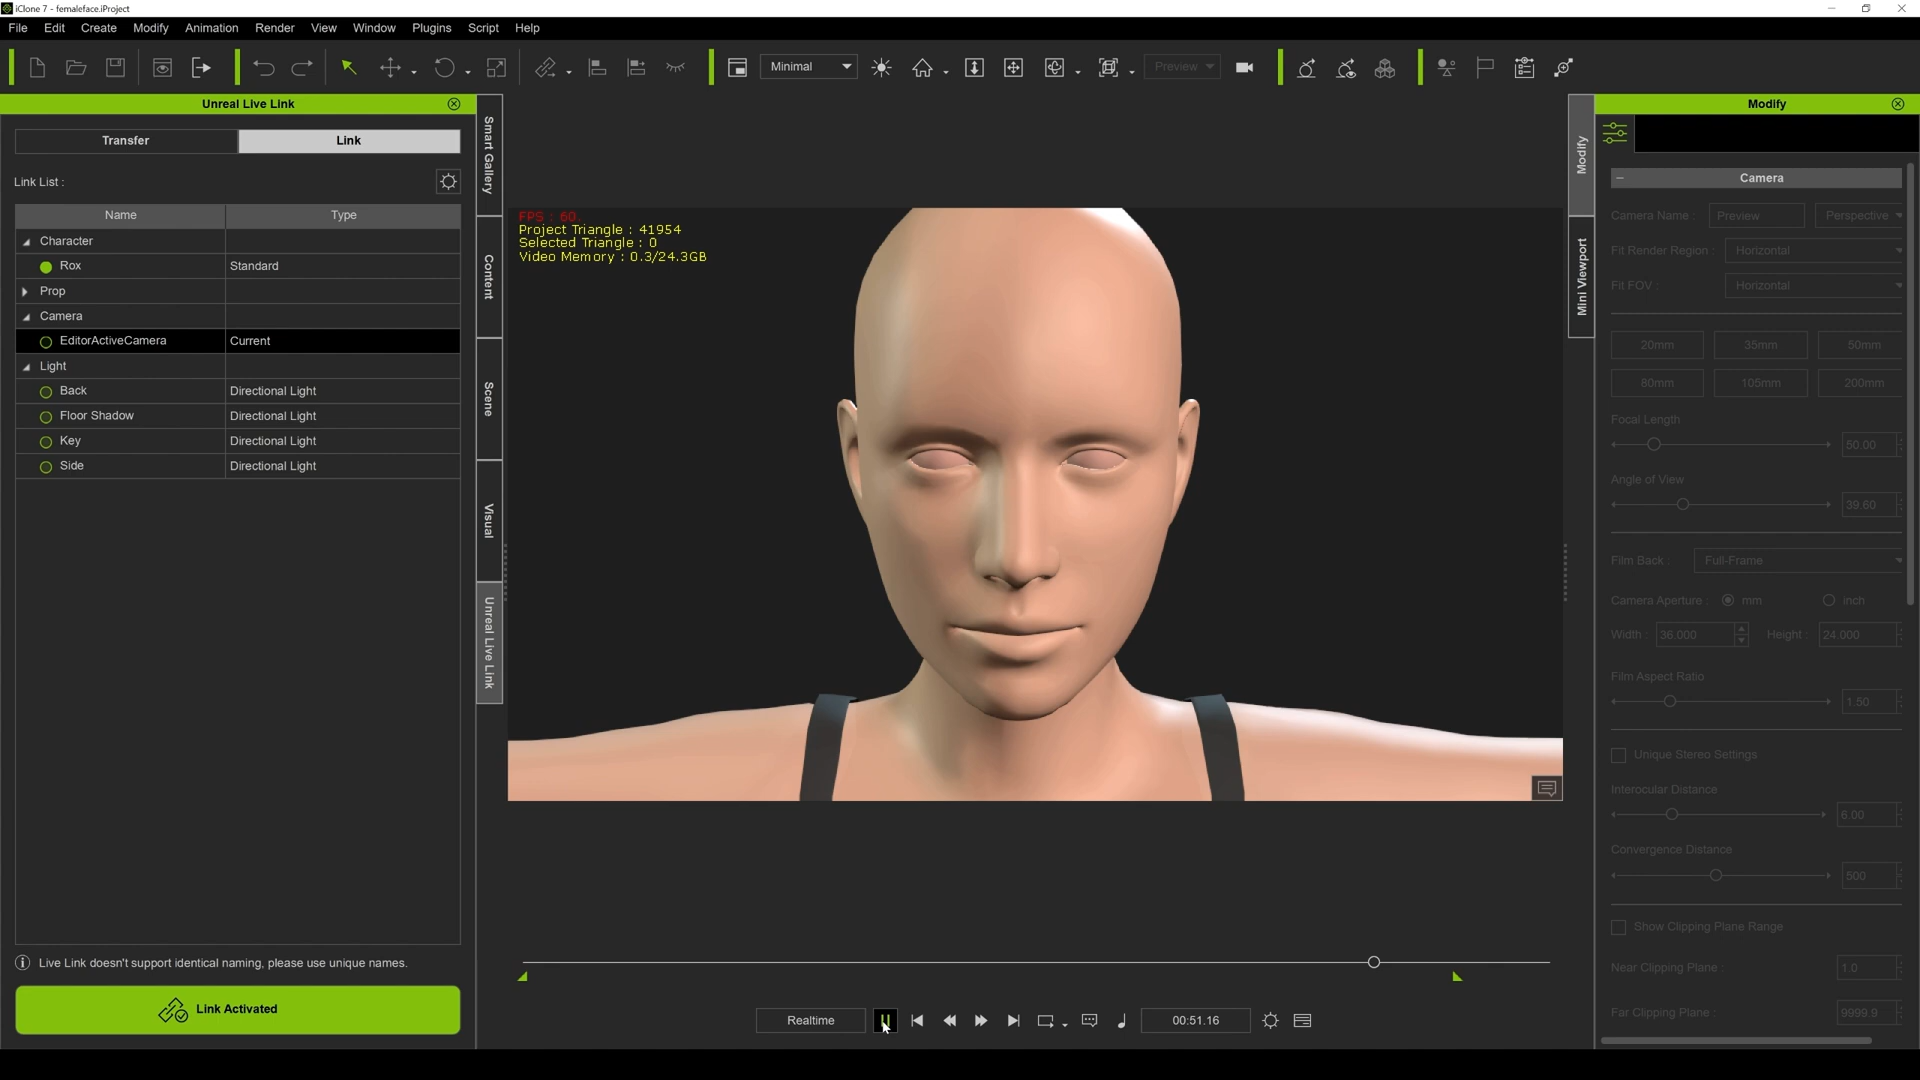 iClone 7 - femaleface.iProject
File Edit Create Modify Animation Render View Window Plugins Script Help
Minimal Preview
Unreal Live Link
Transfer Link
Link List :
Name Type
Character
Rox Standard
Prop
Camera
EditorActiveCamera Current
Light
Back Directional Light
Floor Shadow Directional Light
Key Directional Light
Side Directional Light
Live Link doesn't support identical naming, please use unique names.
Link Activated
Smart Gallery
Content
Scene
Visual
Unreal Live Link
FPS : 60.
Project Triangle : 41954
Selected Triangle : 0
Video Memory : 0.3/24.3GB
Realtime 00:51.16
Modify
Mini Viewport
Modify
Camera
Camera Name : Preview Perspective
Fit Render Region : Horizontal
Fit FOV : Horizontal
20mm 35mm 50mm
80mm 105mm 200mm
Focal Length
50.00
Angle of View
39.60
Film Back : Full-Frame
Camera Aperture : mm inch
Width : 36.000 Height : 24.000
Film Aspect Ratio
1.50
Unique Stereo Settings
Interocular Distance
6.00
Convergence Distance
500
Show Clipping Plane Range
Near Clipping Plane : 1.0
Far Clipping Plane : 9999.9